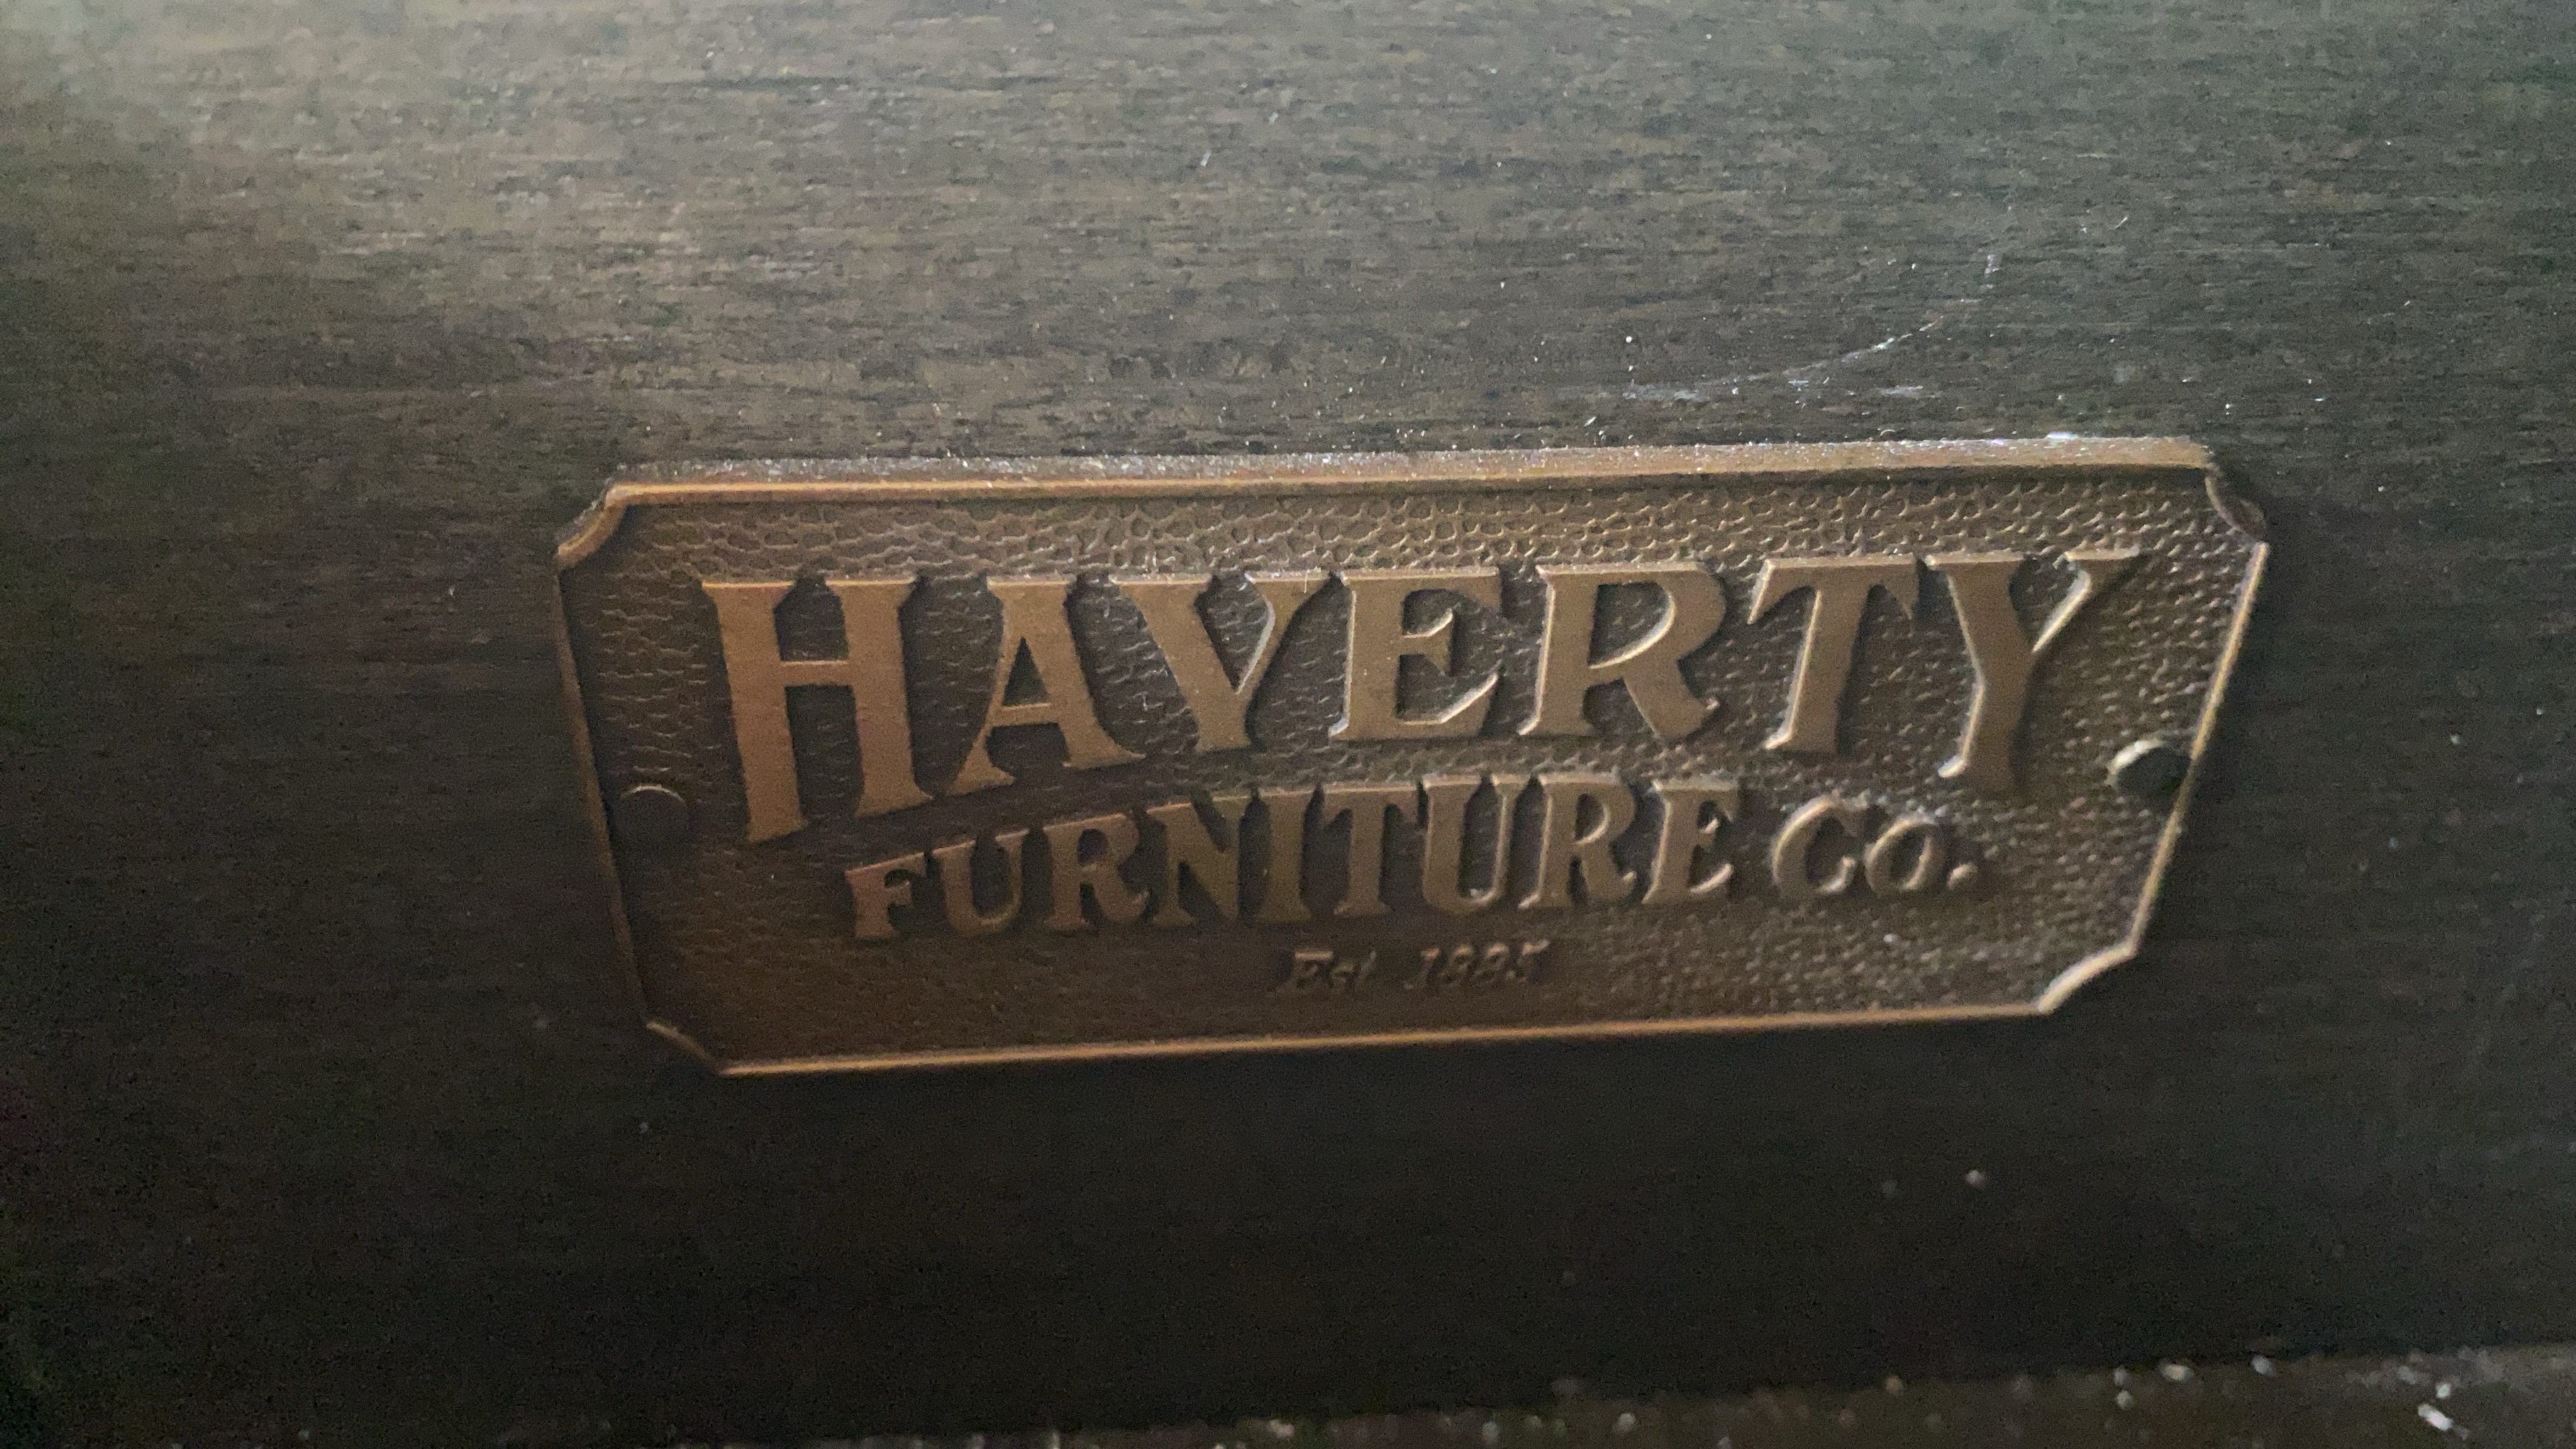 HAVERTY
FURNITURE CO.
Est 1885